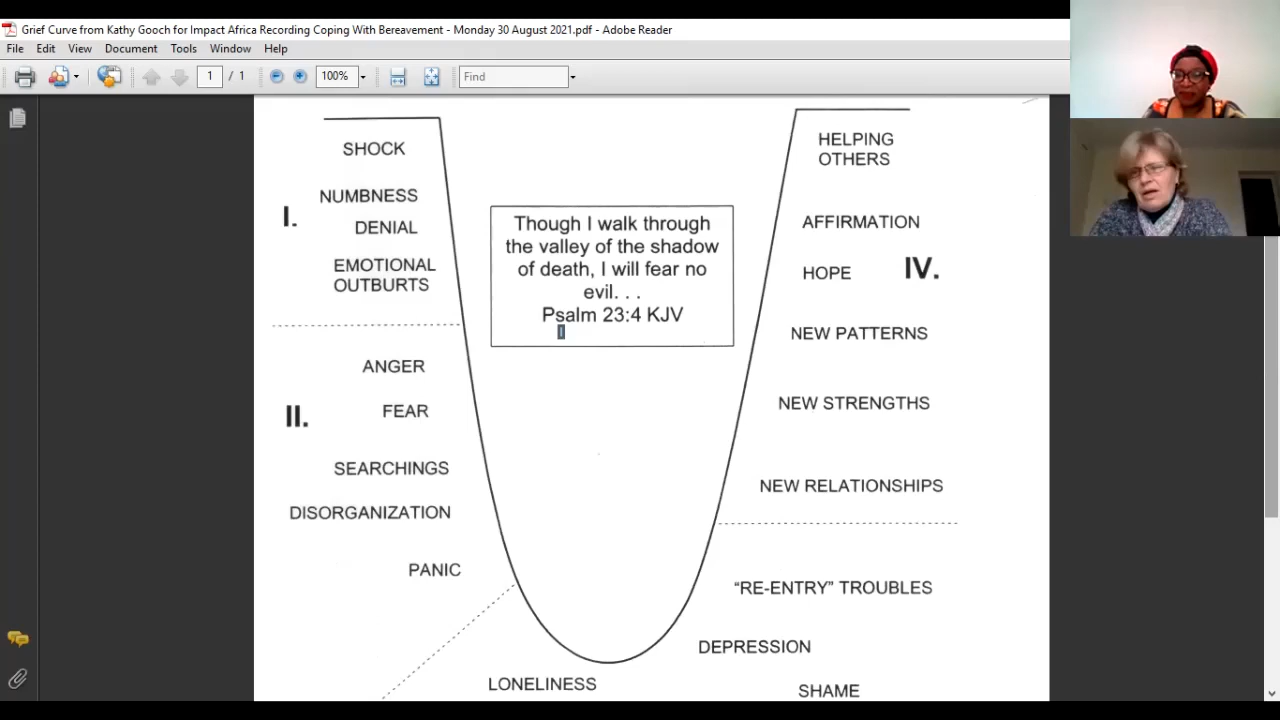 Grief Curve from Kathy Gooch for Impact Africa Recording Coping With Bereavement - Monday 30 August 2021.pdf - Adobe Reader
File Edit View Document Tools Window Help
1 / 1 100% Find
SHOCK
NUMBNESS
I.
DENIAL
EMOTIONAL
OUTBURTS
ANGER
II.
FEAR
SEARCHINGS
DISORGANIZATION
PANIC
Though I walk through
the valley of the shadow
of death, I will fear no
evil. . .
Psalm 23:4 KJV
HELPING
OTHERS
AFFIRMATION
HOPE
IV.
NEW PATTERNS
NEW STRENGTHS
NEW RELATIONSHIPS
“RE-ENTRY” TROUBLES
DEPRESSION
LONELINESS
SHAME